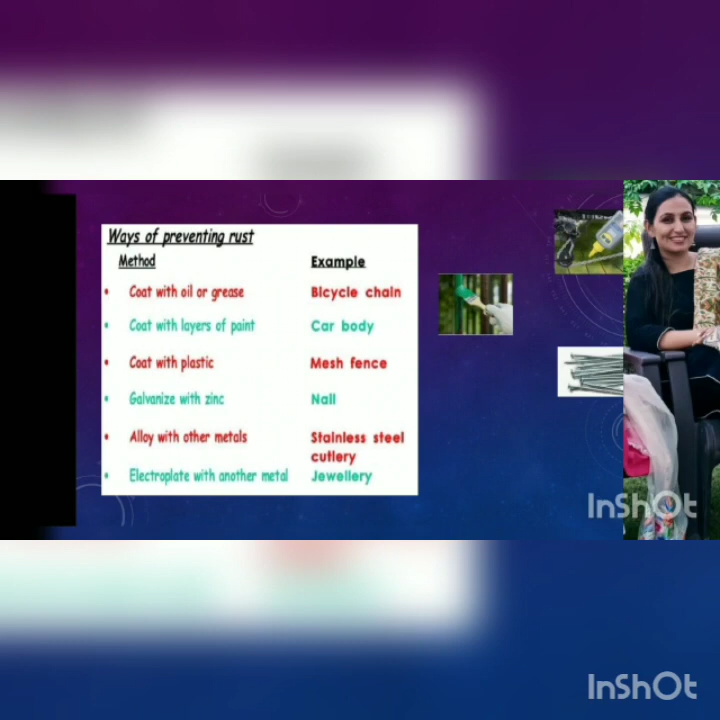 Ways of preventing rust
Method Example
• Coat with oil or grease Bicycle chain
• Coat with layers of paint Car body
• Coat with plastic Mesh fence
• Galvanize with zinc Nail
• Alloy with other metals Stainless steel
cutlery
• Electroplate with another metal Jewellery
InShOt
InShOt